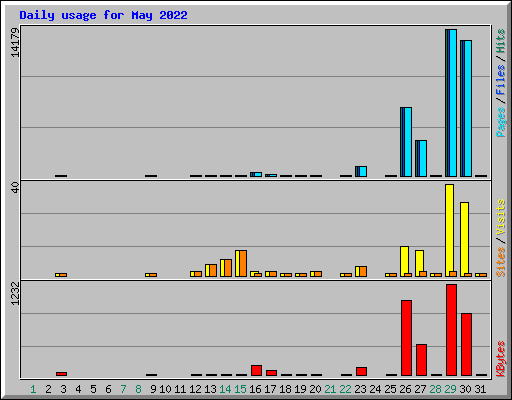 Daily usage for May 2022
14179
Pages / Files / Hits
40
Sites / Visits
1232
KBytes
1 2 3 4 5 6 7 8 9 10 11 12 13 14 15 16 17 18 19 20 21 22 23 24 25 26 27 28 29 30 31